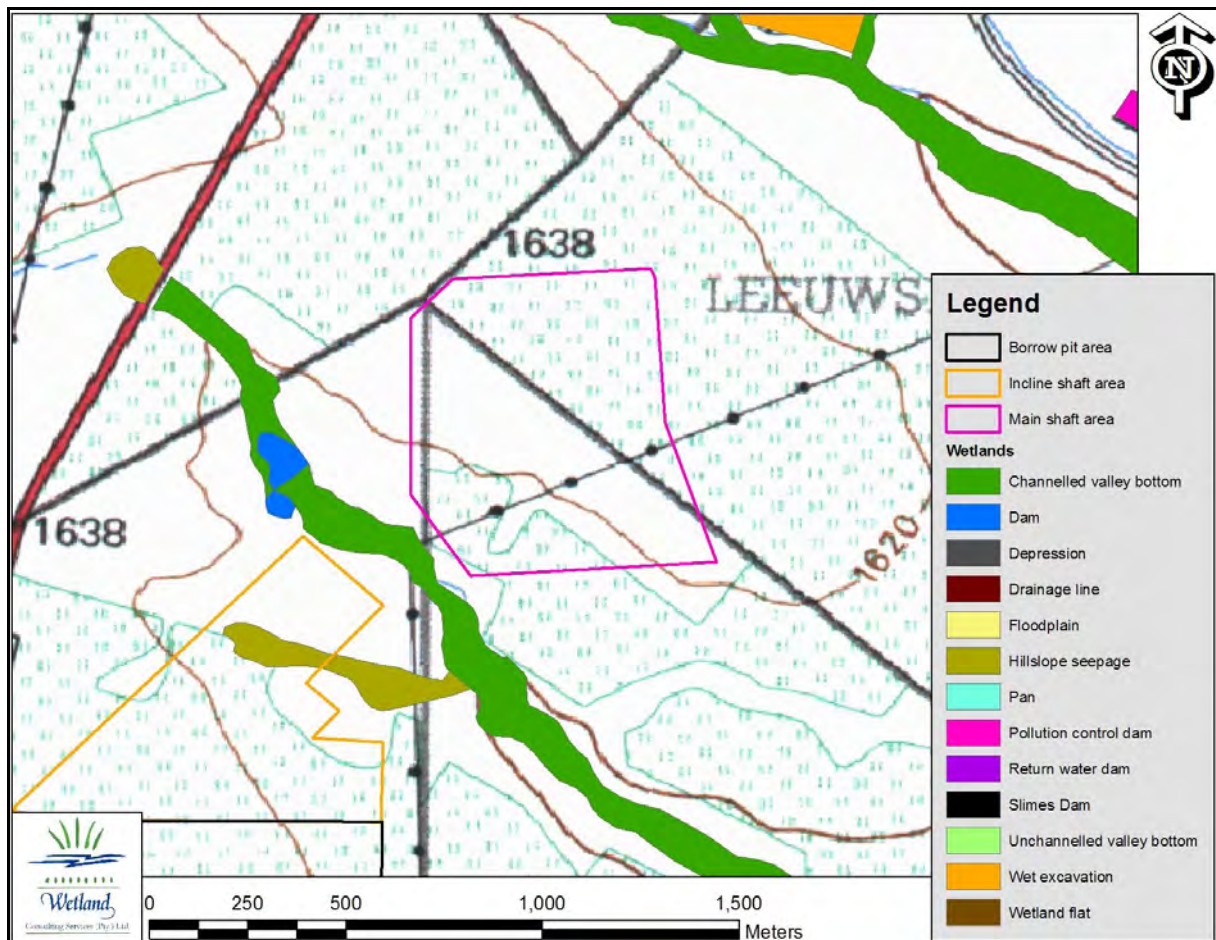 N
1638
LEEUWS
1638
1620
Legend
Borrow pit area
Incline shaft area
Main shaft area
Wetlands
Channelled valley bottom
Dam
Depression
Drainage line
Floodplain
Hillslope seepage
Pan
Pollution control dam
Return water dam
Slimes Dam
Unchannelled valley bottom
Wet excavation
Wetland flat
Wetland
Consulting Services (Pty) Ltd
0 250 500 1,000 1,500
Meters